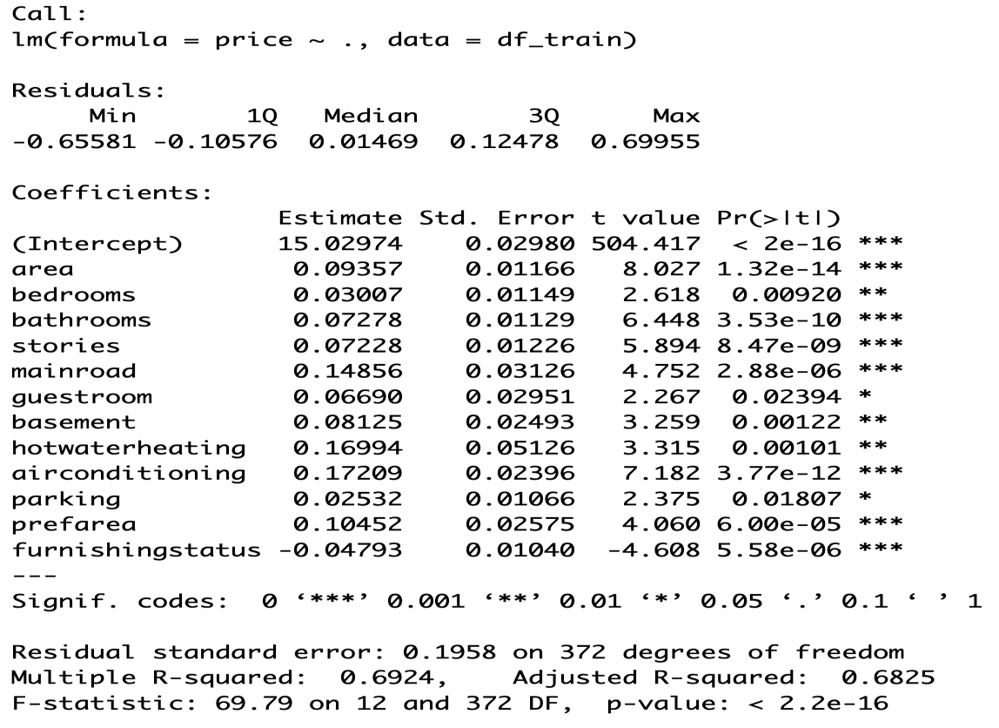 Call:
lm(formula = price ~ ., data = df_train)
Residuals:
Min 1Q Median 3Q Max
-0.65581 -0.10576 0.01469 0.12478 0.69955
Coefficients:
Estimate Std. Error t value Pr(>|t|)
(Intercept) 15.02974 0.02980 504.417 < 2e-16 ***
area 0.09357 0.01166 8.027 1.32e-14 ***
bedrooms 0.03007 0.01149 2.618 0.00920 **
bathrooms 0.07278 0.01129 6.448 3.53e-10 ***
stories 0.07228 0.01226 5.894 8.47e-09 ***
mainroad 0.14856 0.03126 4.752 2.88e-06 ***
guestroom 0.06690 0.02951 2.267 0.02394 *
basement 0.08125 0.02493 3.259 0.00122 **
hotwaterheating 0.16994 0.05126 3.315 0.00101 **
airconditioning 0.17209 0.02396 7.182 3.77e-12 ***
parking 0.02532 0.01066 2.375 0.01807 *
prefarea 0.10452 0.02575 4.060 6.00e-05 ***
furnishingstatus -0.04793 0.01040 -4.608 5.58e-06 ***
---
Signif. codes: 0 ‘***’ 0.001 ‘**’ 0.01 ‘*’ 0.05 ‘.’ 0.1 ‘ ’ 1
Residual standard error: 0.1958 on 372 degrees of freedom
Multiple R-squared: 0.6924, Adjusted R-squared: 0.6825
F-statistic: 69.79 on 12 and 372 DF, p-value: < 2.2e-16